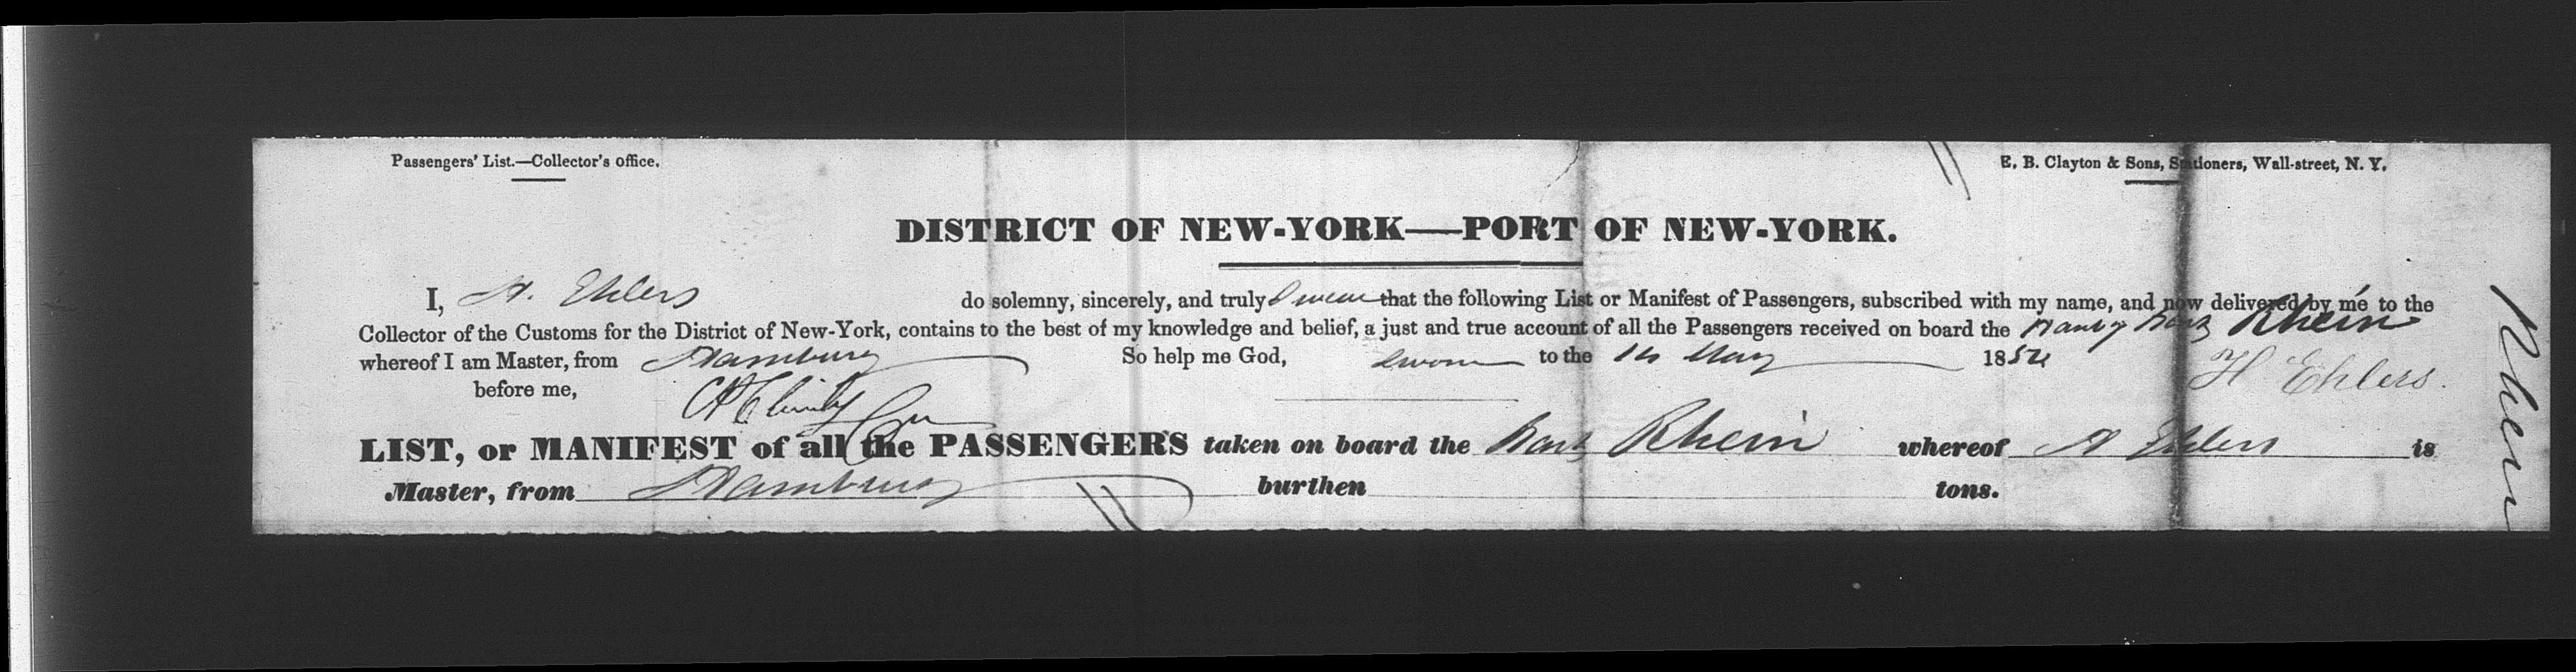 Passengers' List.—Collector's office.
E. B. Clayton & Sons, Stationers, Wall-street, N. Y.
DISTRICT OF NEW-YORK—PORT OF NEW-YORK.
I, H. Ehlers do solemny, sincerely, and truly Swear that the following List or Manifest of Passengers, subscribed with my name, and now delivered by me to the
Collector of the Customs for the District of New-York, contains to the best of my knowledge and belief, a just and true account of all the Passengers received on board the Bark Rhein
whereof I am Master, from Hamburg So help me God, Sworn to the May 1854
H Ehlers.
before me,
LIST, or MANIFEST of all the PASSENGERS taken on board the Bark Rhein whereof H Ehlers is
Master, from Hamburg burthen tons.
Rhein